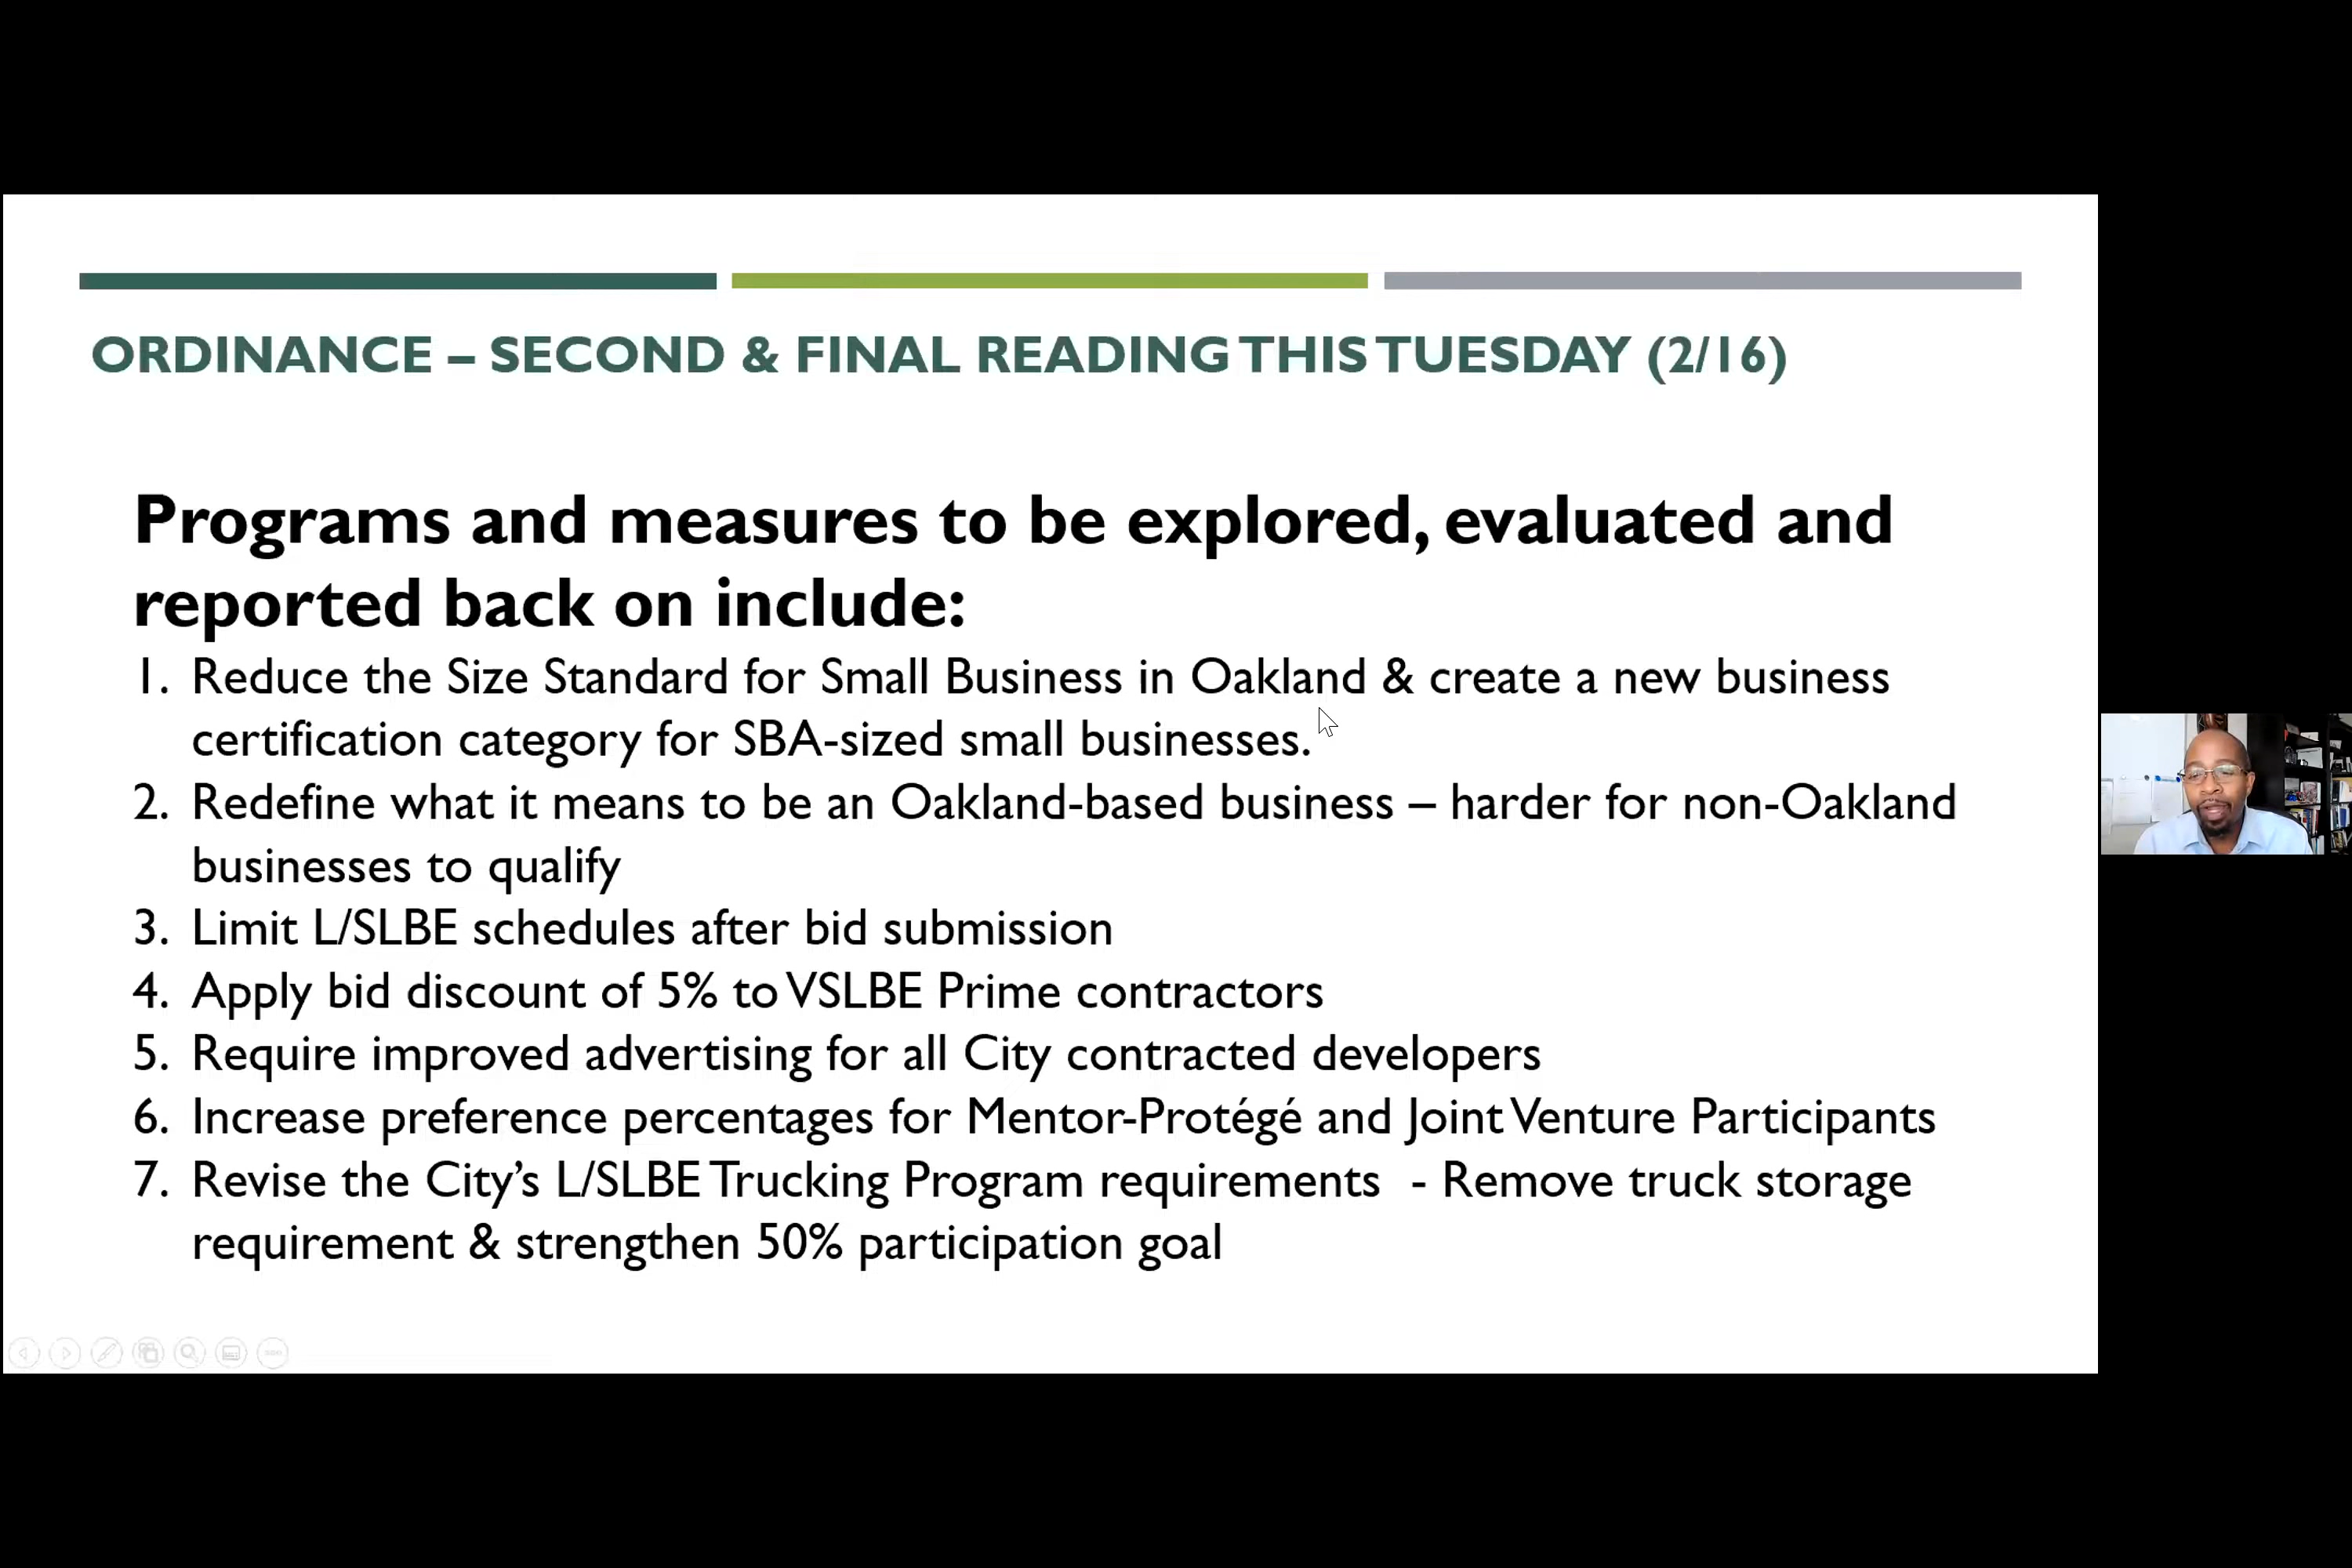 ORDINANCE – SECOND & FINAL READING THIS TUESDAY (2/16)
Programs and measures to be explored, evaluated and
reported back on include:
1. Reduce the Size Standard for Small Business in Oakland & create a new business
certification category for SBA-sized small businesses.
2. Redefine what it means to be an Oakland-based business – harder for non-Oakland
businesses to qualify
3. Limit L/SLBE schedules after bid submission
4. Apply bid discount of 5% to VSLBE Prime contractors
5. Require improved advertising for all City contracted developers
6. Increase preference percentages for Mentor-Protégé and Joint Venture Participants
7. Revise the City’s L/SLBE Trucking Program requirements  - Remove truck storage
requirement & strengthen 50% participation goal